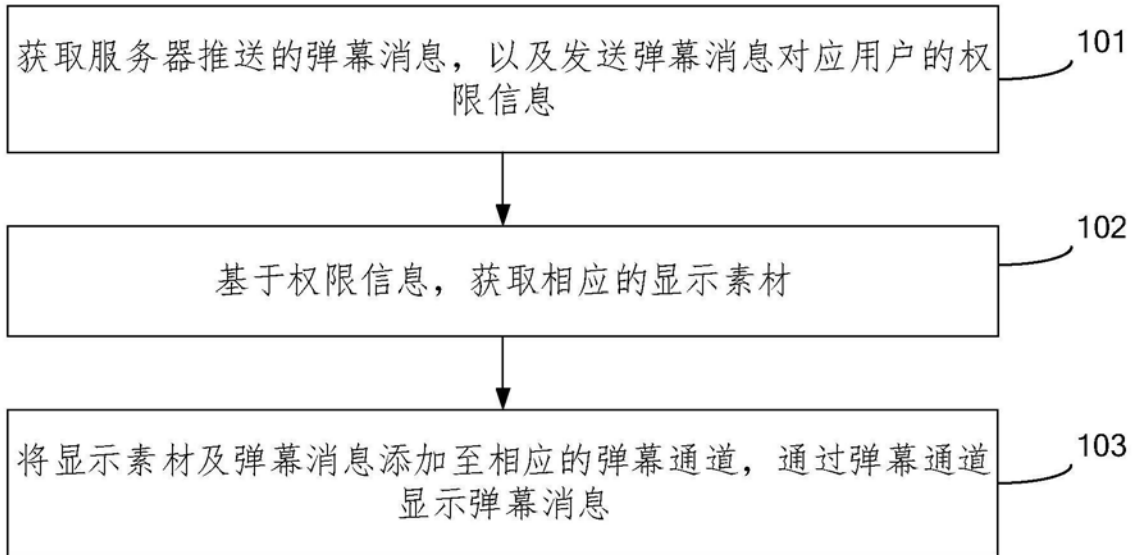 获取服务器推送的弹幕消息，以及发送弹幕消息对应用户的权
限信息
101
基于权限信息，获取相应的显示素材
102
将显示素材及弹幕消息添加至相应的弹幕通道，通过弹幕通道
显示弹幕消息
103